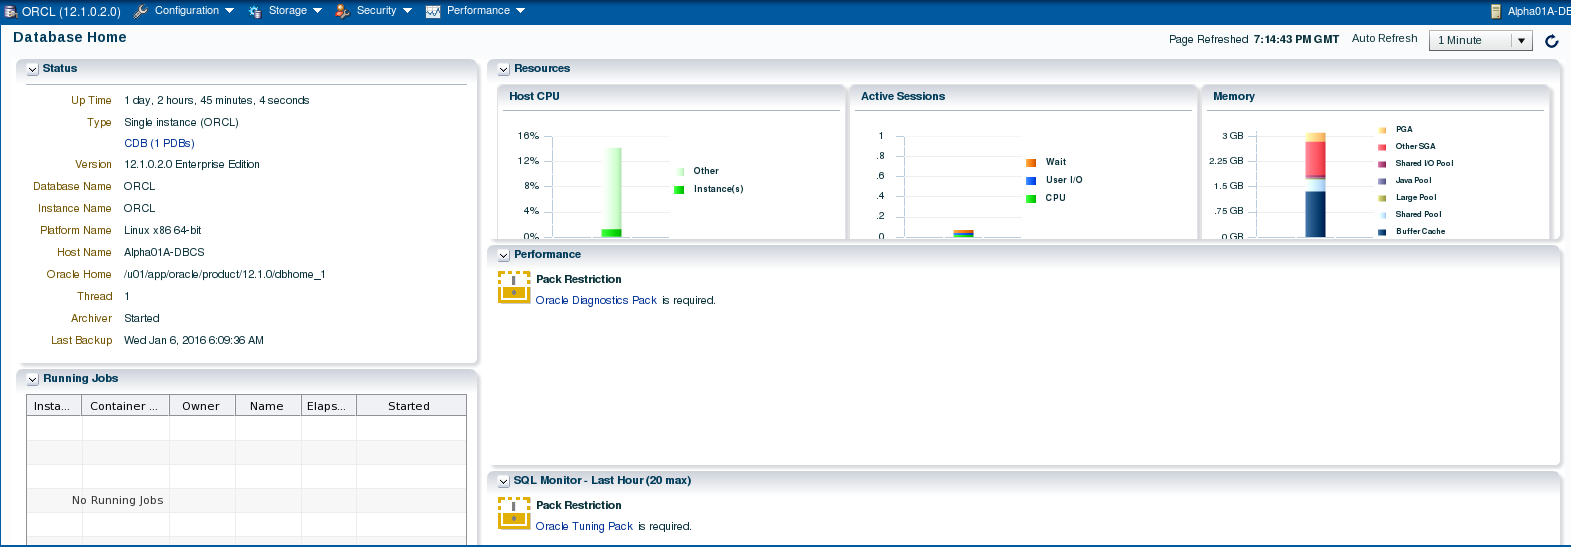 ORCL (12.1.0.2.0) Configuration Storage Security Performance Alpha01A-DBC
Database Home
Page Refreshed 7:14:43 PM GMT Auto Refresh 1 Minute
Status
Up Time 1 day, 2 hours, 45 minutes, 4 seconds
Type Single instance (ORCL)
CDB (1 PDBs)
Version 12.1.0.2.0 Enterprise Edition
Database Name ORCL
Instance Name ORCL
Platform Name Linux x86 64-bit
Host Name Alpha01A-DBCS
Oracle Home /u01/app/oracle/product/12.1.0/dbhome_1
Thread 1
Archiver Started
Last Backup Wed Jan 6, 2016 6:09:36 AM
Running Jobs
Insta... Container ... Owner Name Elaps... Started
No Running Jobs
Resources
Host CPU
16%
12%
8%
4%
0%
Other
Instance(s)
Active Sessions
1
.8
.6
.4
.2
0
Wait
User I/O
CPU
Memory
3 GB
2.25 GB
1.5 GB
.75 GB
0 GB
PGA
Other SGA
Shared I/O Pool
Java Pool
Large Pool
Shared Pool
Buffer Cache
Performance
Pack Restriction
Oracle Diagnostics Pack is required.
SQL Monitor - Last Hour (20 max)
Pack Restriction
Oracle Tuning Pack is required.